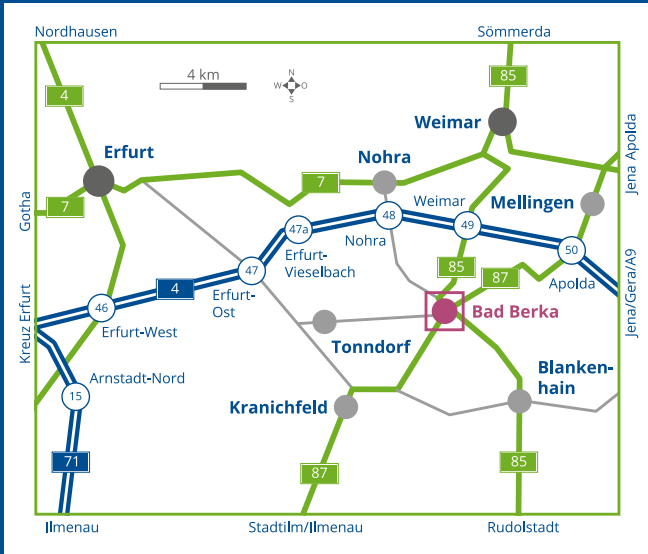 Nordhausen
Sömmerda
4 km
N
W
O
S
85
4
Weimar
Erfurt
Nohra
7
Jena Apolda
Gotha
7
Mellingen
Weimar
48
47a
49
Nohra
Erfurt-
Vieselbach
50
47
85
87
Apolda
4
Erfurt-
Ost
46
Erfurt-West
Bad Berka
Kreuz Erfurt
Jena/Gera/A9
Tonndorf
Arnstadt-Nord
15
Blanken-
hain
Kranichfeld
71
87
85
Ilmenau
Stadtilm/Ilmenau
Rudolstadt